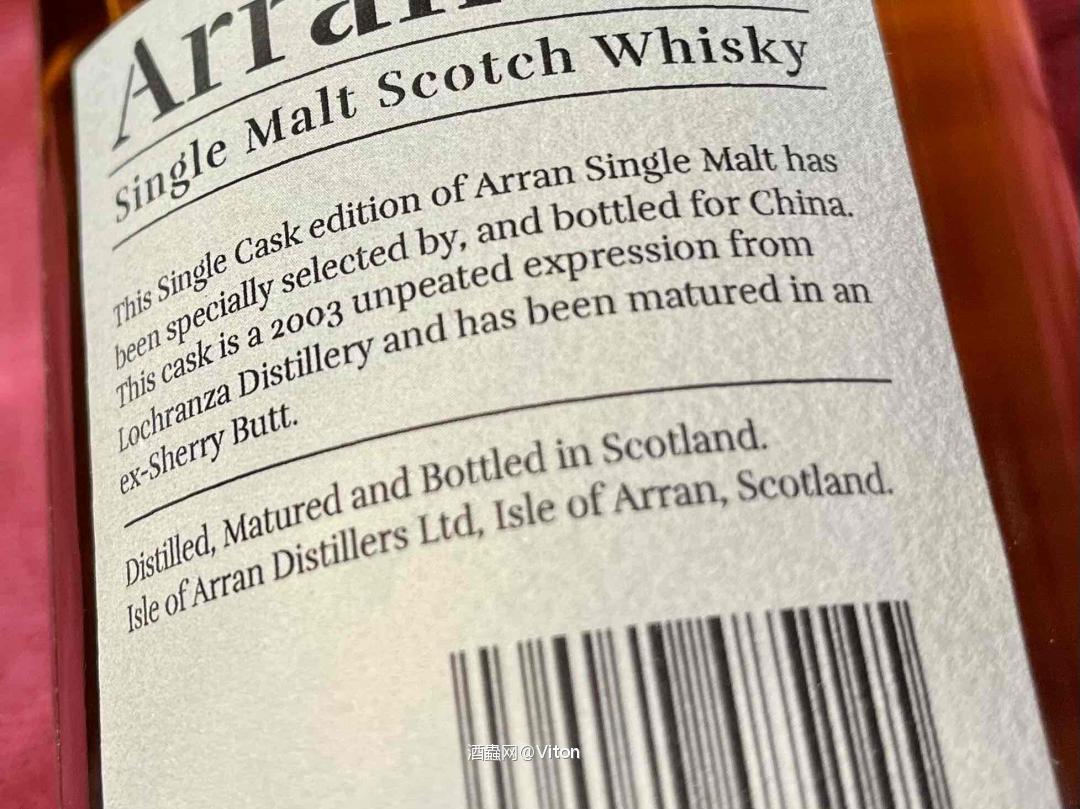 Arran
Single Malt Scotch Whisky
This Single Cask edition of Arran Single Malt has
been specially selected by, and bottled for China.
This cask is a 2003 unpeated expression from
Lochranza Distillery and has been matured in an
ex-Sherry Butt.
Distilled, Matured and Bottled in Scotland.
Isle of Arran Distillers Ltd, Isle of Arran, Scotland.
酒蟲网@Viton